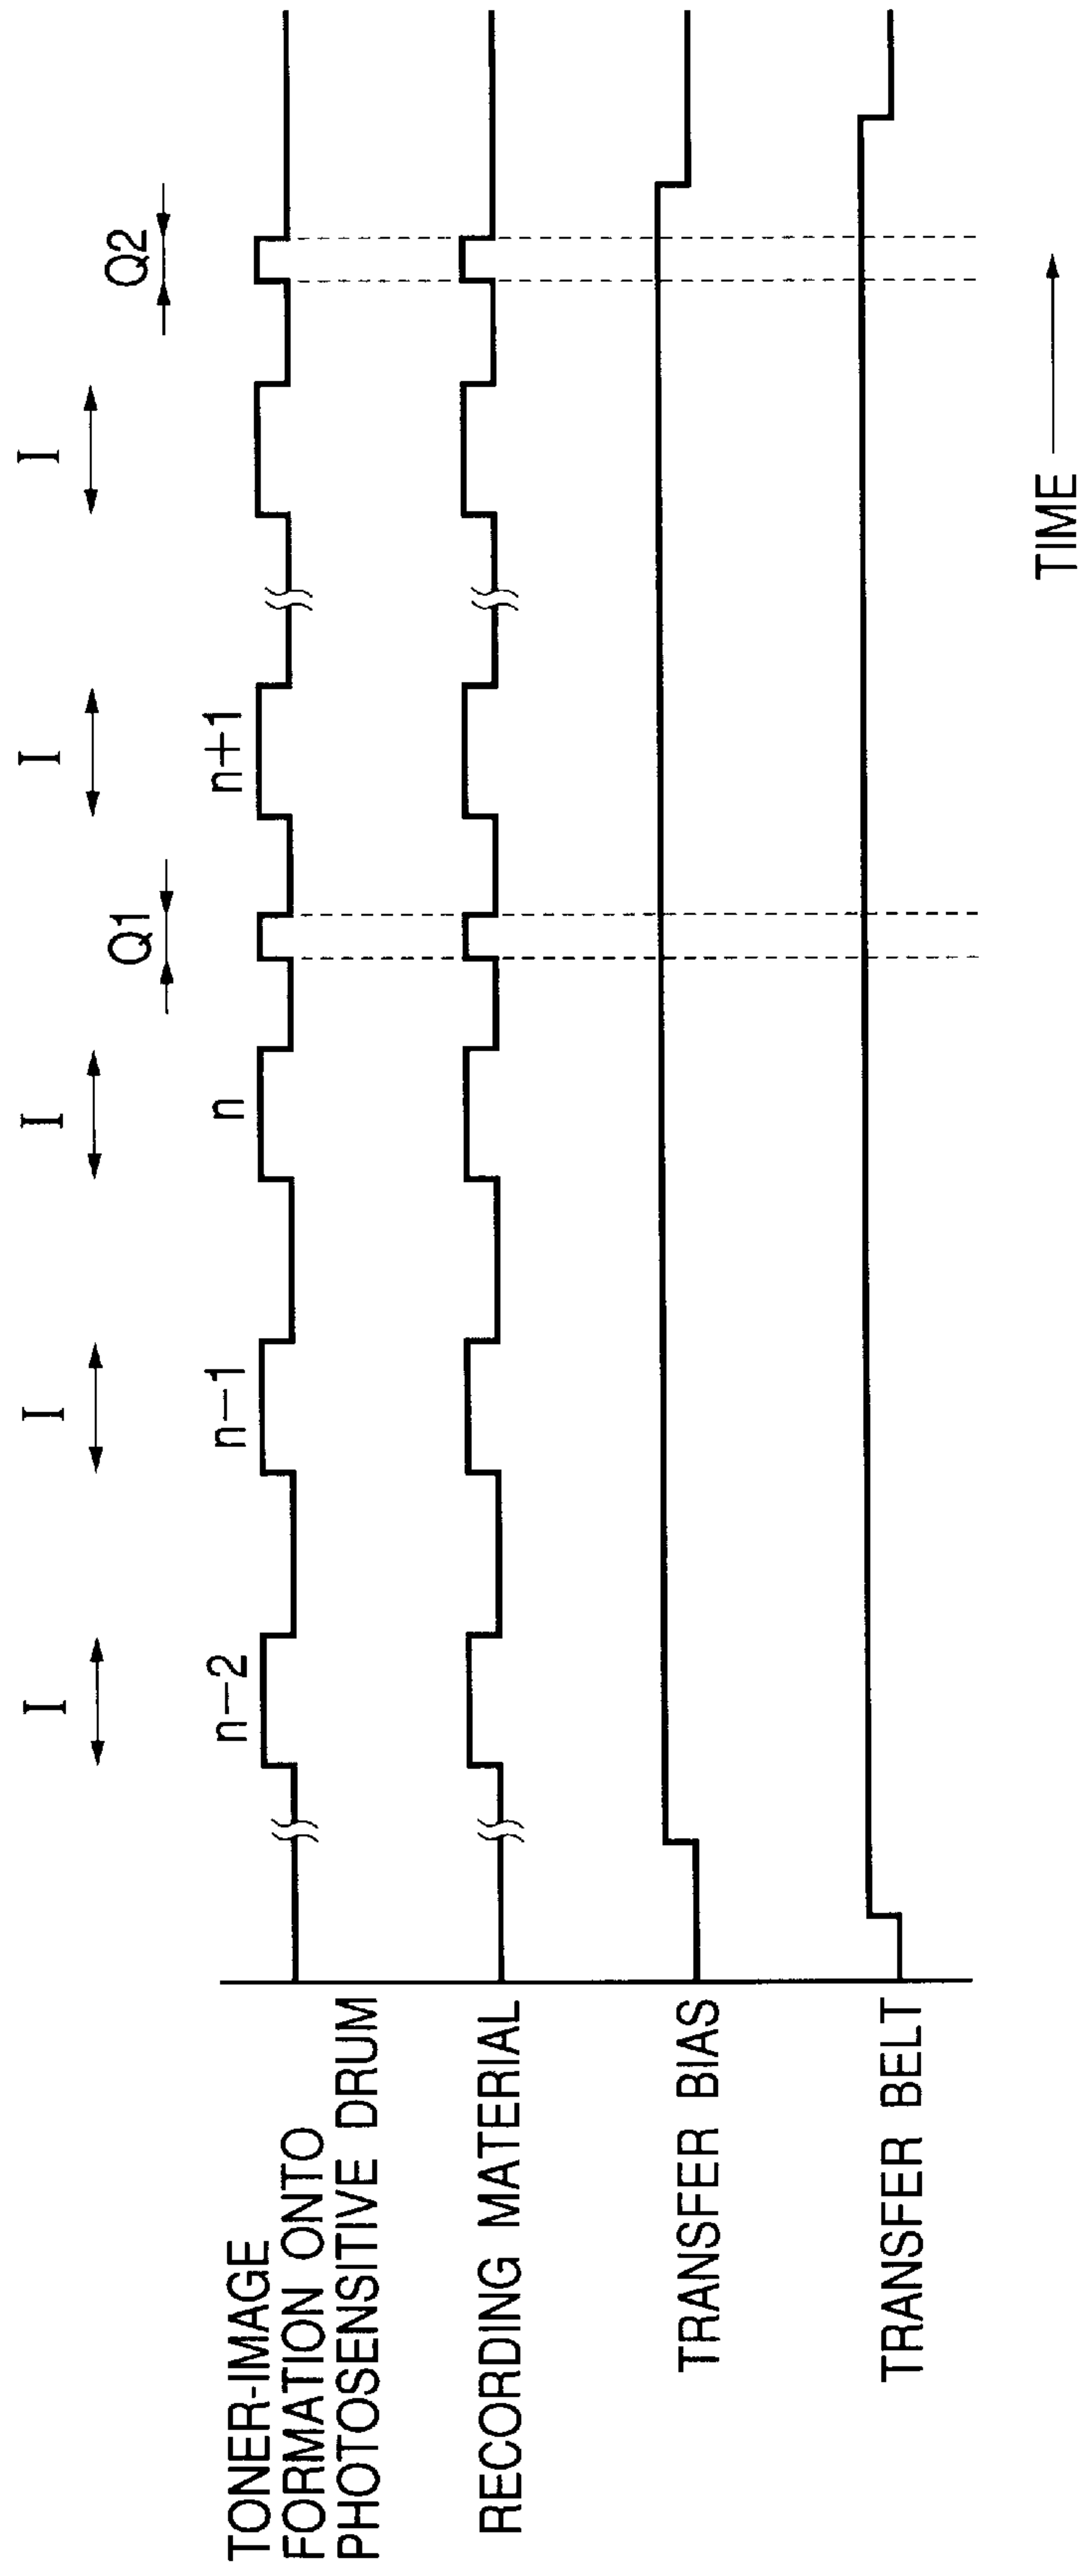 I I I I I
Q1 Q2
n−2 n−1 n n+1
TONER-IMAGE
FORMATION ONTO
PHOTOSENSITIVE DRUM
RECORDING MATERIAL
TRANSFER BIAS
TRANSFER BELT
TIME